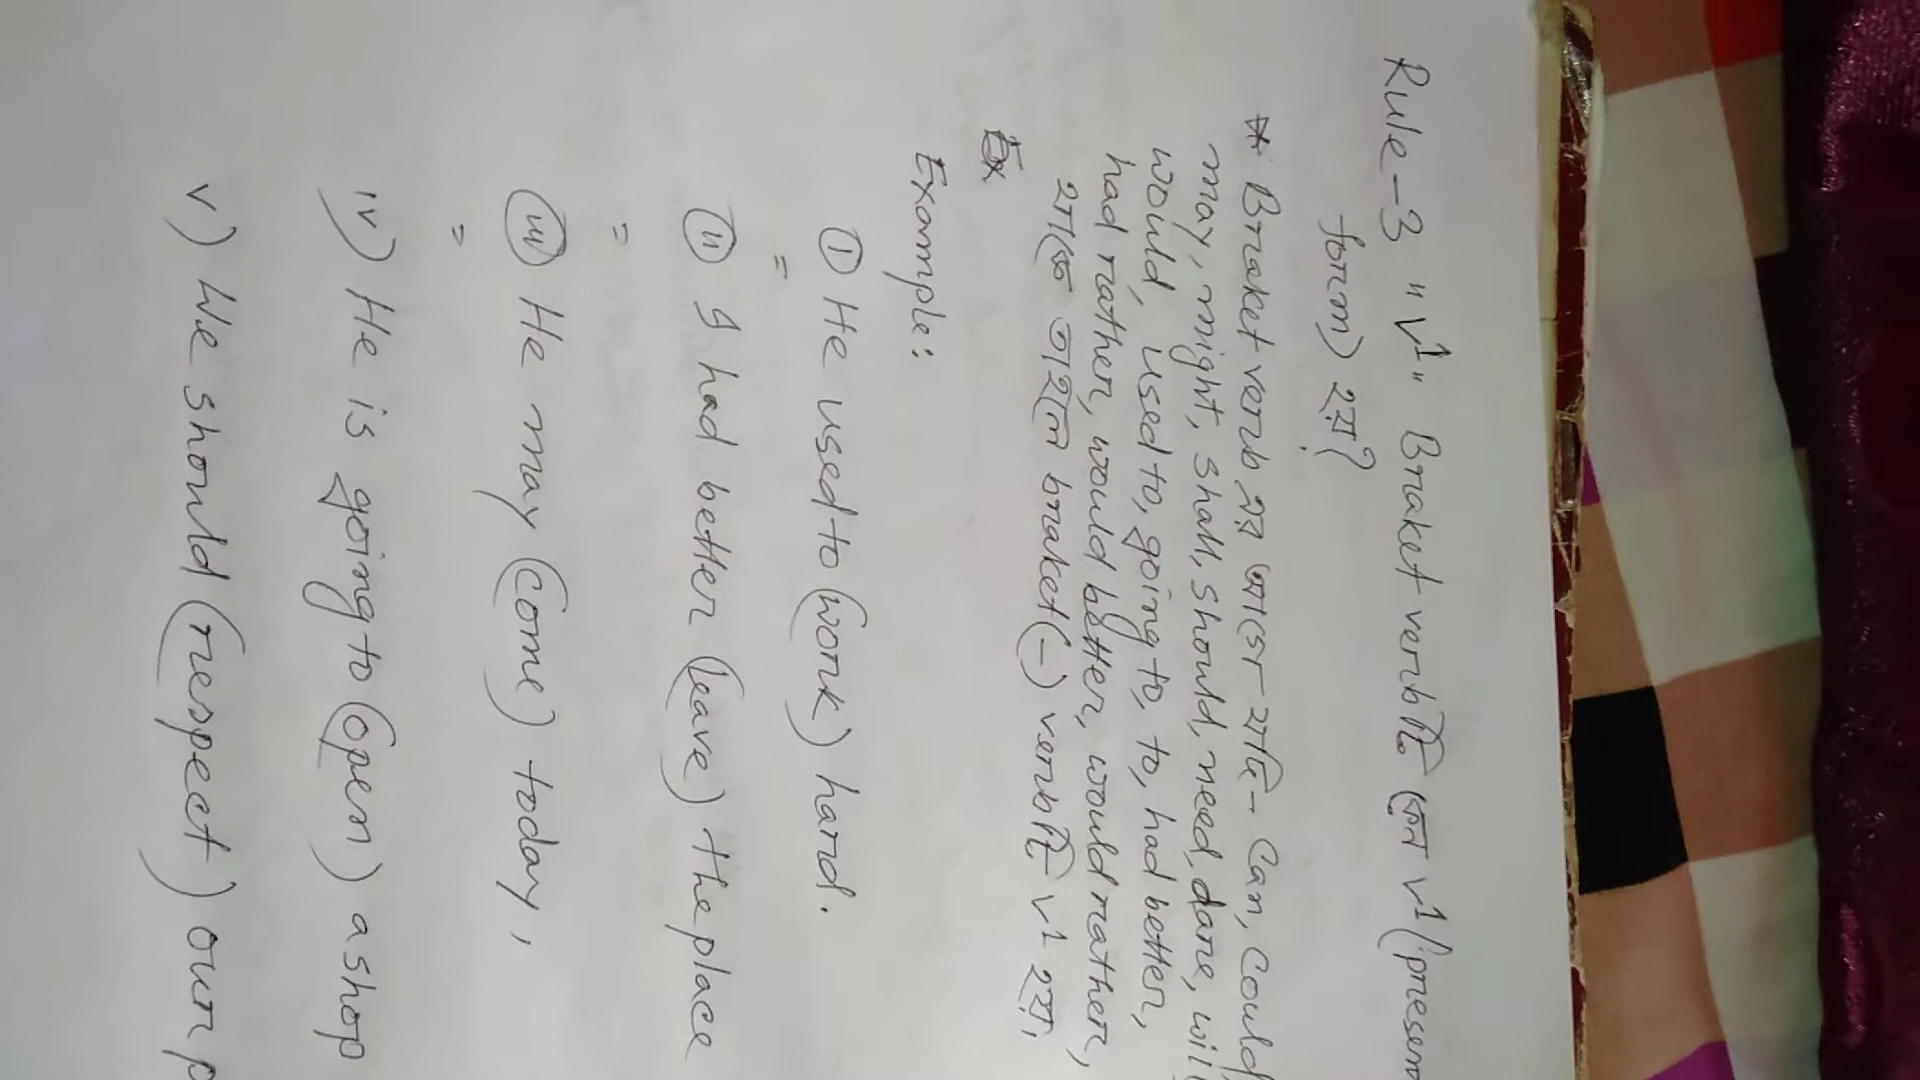 Rule-3 "V1" Braket verbটি কেন V1 (presen
form) হয়?
* Braket verb এর আগে যদি- Can, Could,
may, might, shall, should, need, dare, will
would, used to, going to, to, had better,
had rather, would better, would rather,
থাকে তাহলে braket (-) verbটি V1 হয়।
Ex
Example:
i He used to (work) hard.
=
ii I had better (leave) the place
=
iii He may (come) today,
=
iv) He is going to (open) a shop
v) We should (respect) our p